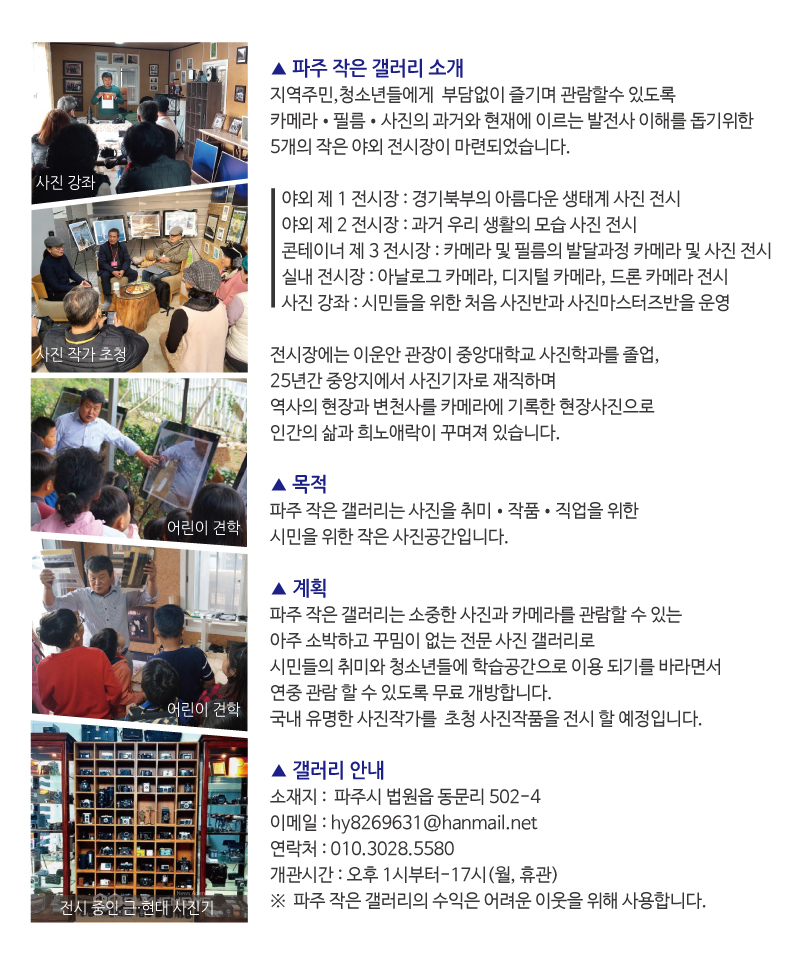 ▲ 파주 작은 갤러리 소개
지역주민,청소년들에게 부담없이 즐기며 관람할수 있도록
카메라 • 필름 • 사진의 과거와 현재에 이르는 발전사 이해를 돕기위한
5개의 작은 야외 전시장이 마련되었습니다.
야외 제 1 전시장 : 경기북부의 아름다운 생태계 사진 전시
야외 제 2 전시장 : 과거 우리 생활의 모습 사진 전시
콘테이너 제 3 전시장 : 카메라 및 필름의 발달과정 카메라 및 사진 전시
실내 전시장 : 아날로그 카메라, 디지털 카메라, 드론 카메라 전시
사진 강좌 : 시민들을 위한 처음 사진반과 사진마스터즈반을 운영
전시장에는 이운안 관장이 중앙대학교 사진학과를 졸업,
25년간 중앙지에서 사진기자로 재직하며
역사의 현장과 변천사를 카메라에 기록한 현장사진으로
인간의 삶과 희노애락이 꾸며져 있습니다.
▲ 목적
파주 작은 갤러리는 사진을 취미 • 작품 • 직업을 위한
시민을 위한 작은 사진공간입니다.
▲ 계획
파주 작은 갤러리는 소중한 사진과 카메라를 관람할 수 있는
아주 소박하고 꾸밈이 없는 전문 사진 갤러리로
시민들의 취미와 청소년들에 학습공간으로 이용 되기를 바라면서
연중 관람 할 수 있도록 무료 개방합니다.
국내 유명한 사진작가를 초청 사진작품을 전시 할 예정입니다.
▲ 갤러리 안내
소재지 : 파주시 법원읍 동문리 502-4
이메일 : hy8269631@hanmail.net
연락처 : 010.3028.5580
개관시간 : 오후 1시부터-17시(월, 휴관)
※ 파주 작은 갤러리의 수익은 어려운 이웃을 위해 사용합니다.
사진 강좌
사진 작가 초청
어린이 견학
어린이 견학
전시 중인 근·현대 사진기